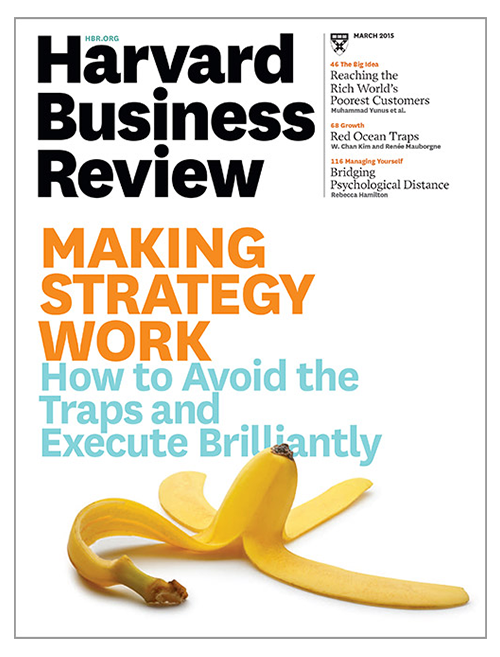 HBR.ORG
Harvard
Business
Review
MARCH 2015
46 The Big Idea
Reaching the
Rich World's
Poorest Customers
Muhammad Yunus et al.
68 Growth
Red Ocean Traps
W. Chan Kim and Renée Mauborgne
116 Managing Yourself
Bridging
Psychological Distance
Rebecca Hamilton
MAKING
STRATEGY
WORK
How to Avoid the
Traps and
Execute Brilliantly